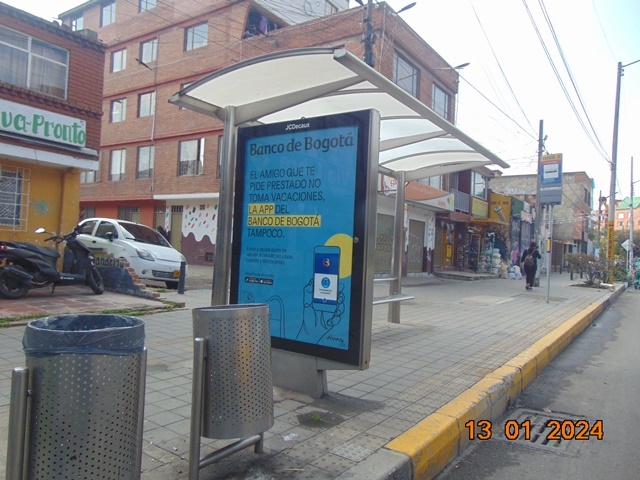 va-Pronto
JCDecaux
Banco de Bogotá
EL AMIGO QUE TE
PIDE PRESTADO NO
TOMA VACACIONES,
LA APP DEL
BANCO DE BOGOTÁ
TAMPOCO.
13 01 2024